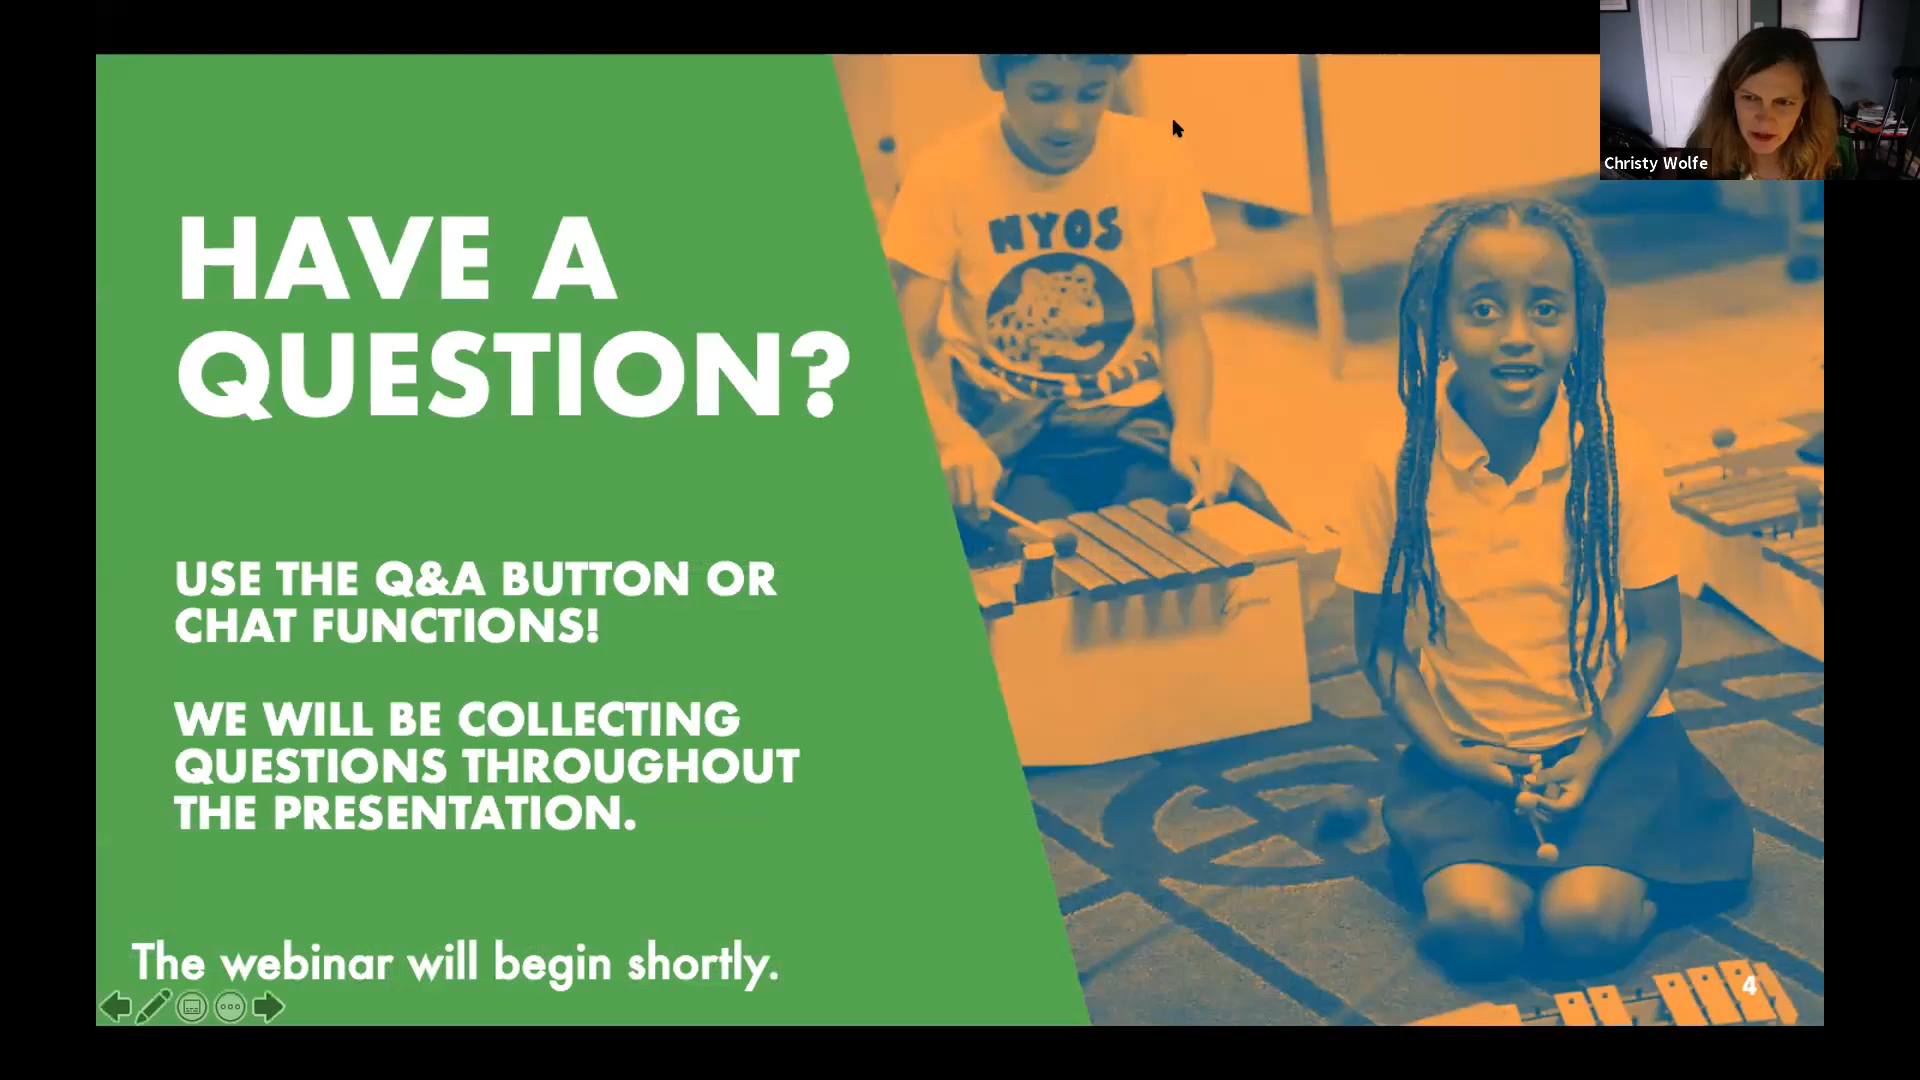 HAVE A
QUESTION?
USE THE Q&A BUTTON OR
CHAT FUNCTIONS!
WE WILL BE COLLECTING
QUESTIONS THROUGHOUT
THE PRESENTATION.
The webinar will begin shortly.
NYOS
Christy Wolfe
4